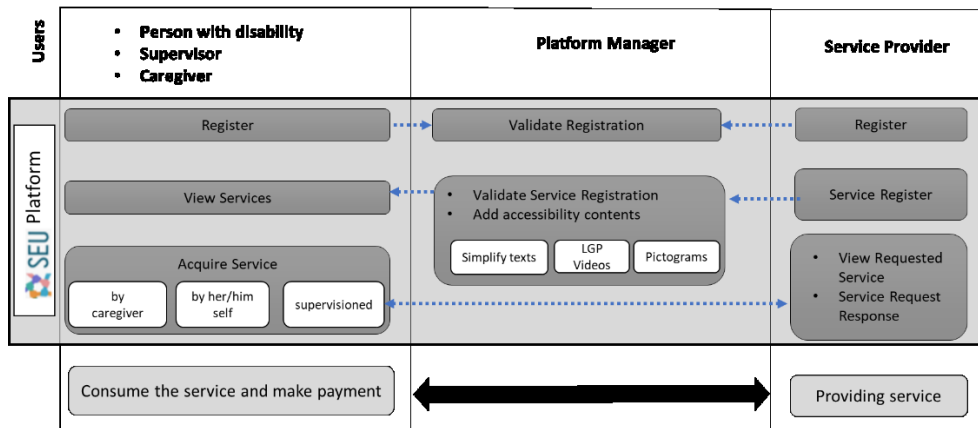 Users
• Person with disability
• Supervisor
• Caregiver
Platform Manager
Service Provider
SEU Platform
Register
Validate Registration
Register
View Services
• Validate Service Registration
• Add accessibility contents
Simplify texts
LGP
Videos
Pictograms
Service Register
Acquire Service
by
caregiver
by her/him
self
supervisioned
• View Requested
Service
• Service Request
Response
Consume the service and make payment
Providing service